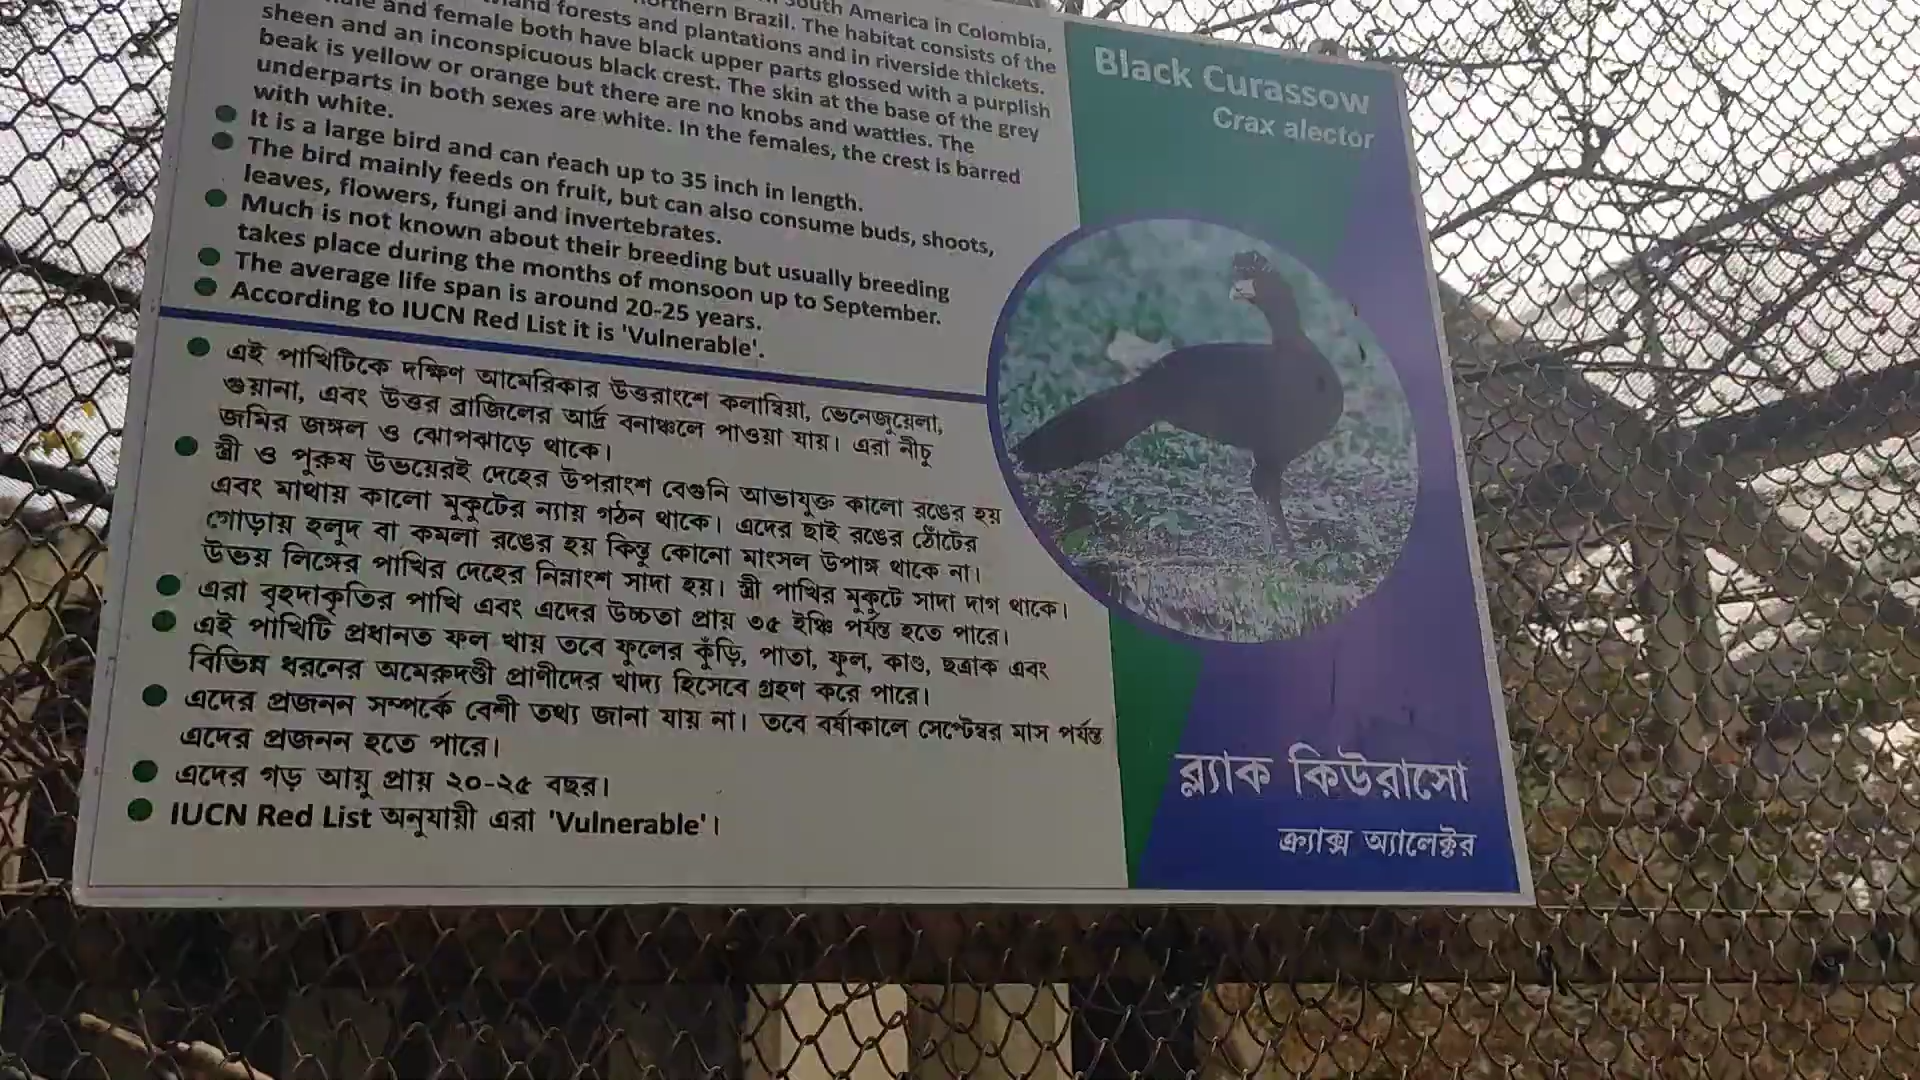 South America in Colombia,
northern Brazil. The habitat consists of the
forests and plantations and in riverside thickets.
and female both have black upper parts glossed with a purplish
sheen and an inconspicuous black crest. The skin at the base of the grey
beak is yellow or orange but there are no knobs and wattles. The
underparts in both sexes are white. In the females, the crest is barred
with white.
It is a large bird and can reach up to 35 inch in length.
The bird mainly feeds on fruit, but can also consume buds, shoots,
leaves, flowers, fungi and invertebrates.
Much is not known about their breeding but usually breeding
takes place during the months of monsoon up to September.
The average life span is around 20-25 years.
According to IUCN Red List it is 'Vulnerable'.
এই পাখিটিকে দক্ষিণ আমেরিকার উত্তরাংশে কলাম্বিয়া, ভেনেজুয়েলা,
গুয়ানা, এবং উত্তর ব্রাজিলের আর্দ্র বনাঞ্চলে পাওয়া যায়। এরা নীচু
জমির জঙ্গল ও ঝোপঝাড়ে থাকে।
স্ত্রী ও পুরুষ উভয়েরই দেহের উপরাংশ বেগুনি আভাযুক্ত কালো রঙের হয়
এবং মাথায় কালো মুকুটের ন্যায় গঠন থাকে। এদের ছাই রঙের ঠোঁটের
গোড়ায় হলুদ বা কমলা রঙের হয় কিন্তু কোনো মাংসল উপাঙ্গ থাকে না।
উভয় লিঙ্গের পাখির দেহের নিম্নাংশ সাদা হয়। স্ত্রী পাখির মুকুটে সাদা দাগ থাকে।
এরা বৃহদাকৃতির পাখি এবং এদের উচ্চতা প্রায় ৩৫ ইঞ্চি পর্যন্ত হতে পারে।
এই পাখিটি প্রধানত ফল খায় তবে ফুলের কুঁড়ি, পাতা, ফুল, কাণ্ড, ছত্রাক এবং
বিভিন্ন ধরনের অমেরুদণ্ডী প্রাণীদের খাদ্য হিসেবে গ্রহণ করে পারে।
এদের প্রজনন সম্পর্কে বেশী তথ্য জানা যায় না। তবে বর্ষাকালে সেপ্টেম্বর মাস পর্যন্ত
এদের প্রজনন হতে পারে।
এদের গড় আয়ু প্রায় ২০-২৫ বছর।
IUCN Red List অনুযায়ী এরা 'Vulnerable'।
Black Curassow
Crax alector
ব্ল্যাক কিউরাসো
ক্র্যাক্স অ্যালেক্টর